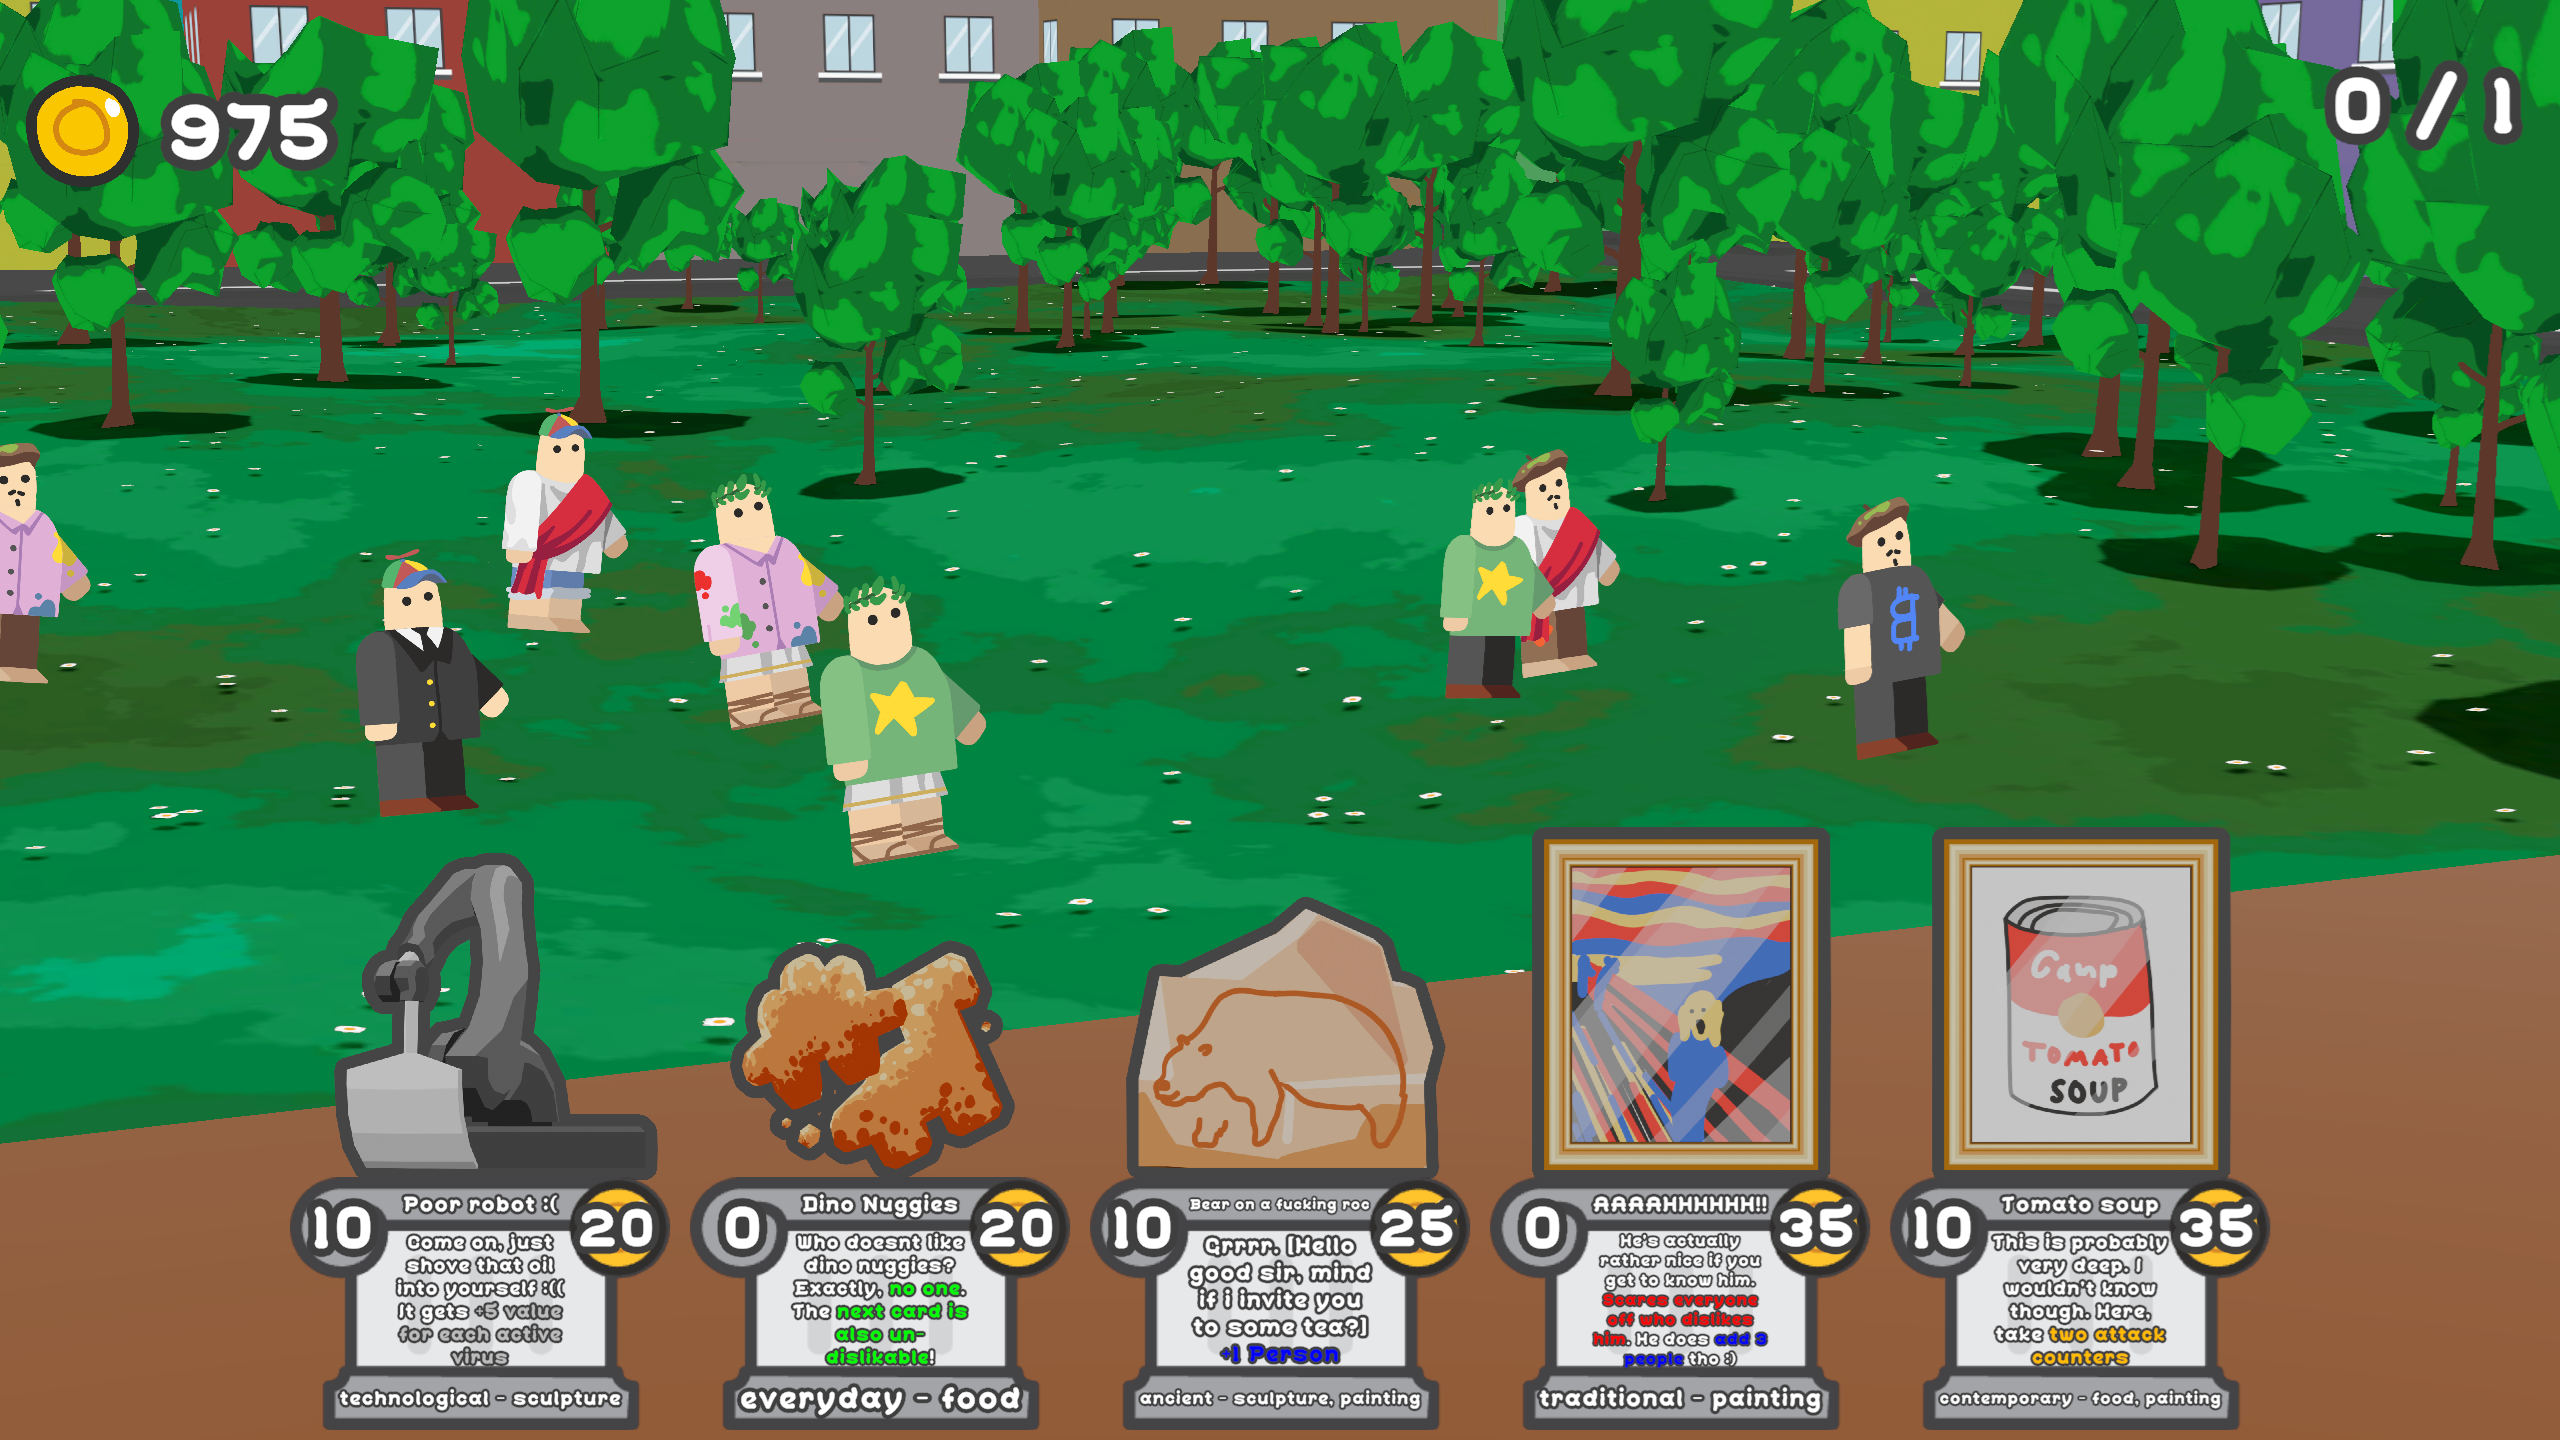 975
0/1
Camp
TOMATO
SOUP
10
Poor robot :(
20
Come on, just
shove that oil
into yourself :((
It gets +5 value
for each active
virus
technological - sculpture
0
Dino Nuggies
20
Who doesnt like
dino nuggies?
Exactly, no one.
The next card is
also un-
dislikable!
everyday - food
10
Bear on a fucking roc
25
Grrrr. [Hello
good sir, mind
if i invite you
to some tea?]
+1 Person
ancient - sculpture, painting
0
AAAAHHHHHH!!
35
He's actually
rather nice if you
get to know him.
Scares everyone
off who dislikes
him. He does add 3
people tho :)
traditional - painting
10
Tomato soup
35
This is probably
very deep. I
wouldn't know
though. Here,
take two attack
counters
contemporary - food, painting